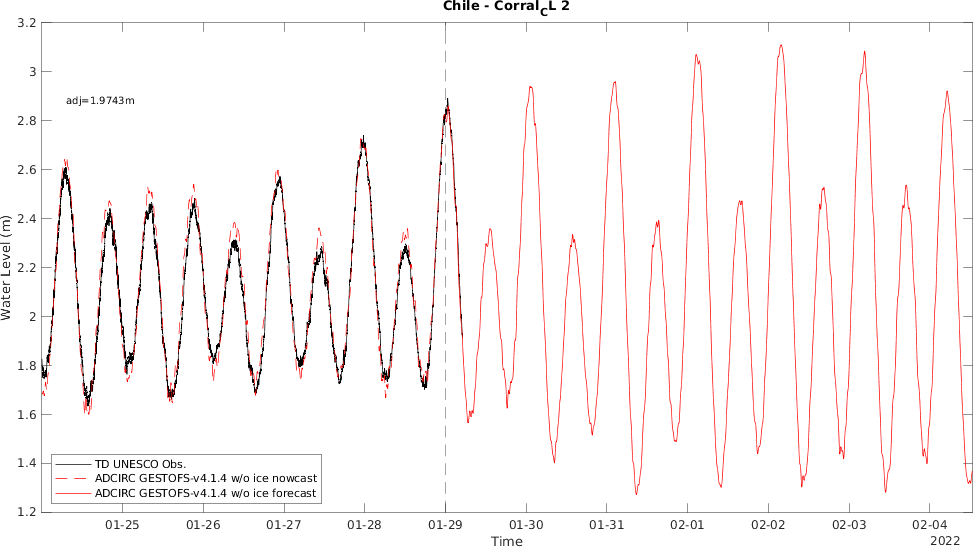 Chile - Corral_CL 2
adj=1.9743m
Water Level (m)
3.2
3
2.8
2.6
2.4
2.2
2
1.8
1.6
1.4
1.2
TD UNESCO Obs.
ADCIRC GESTOFS-v4.1.4 w/o ice nowcast
ADCIRC GESTOFS-v4.1.4 w/o ice forecast
01-25 01-26 01-27 01-28 01-29 01-30 01-31 02-01 02-02 02-03 02-04
Time
2022